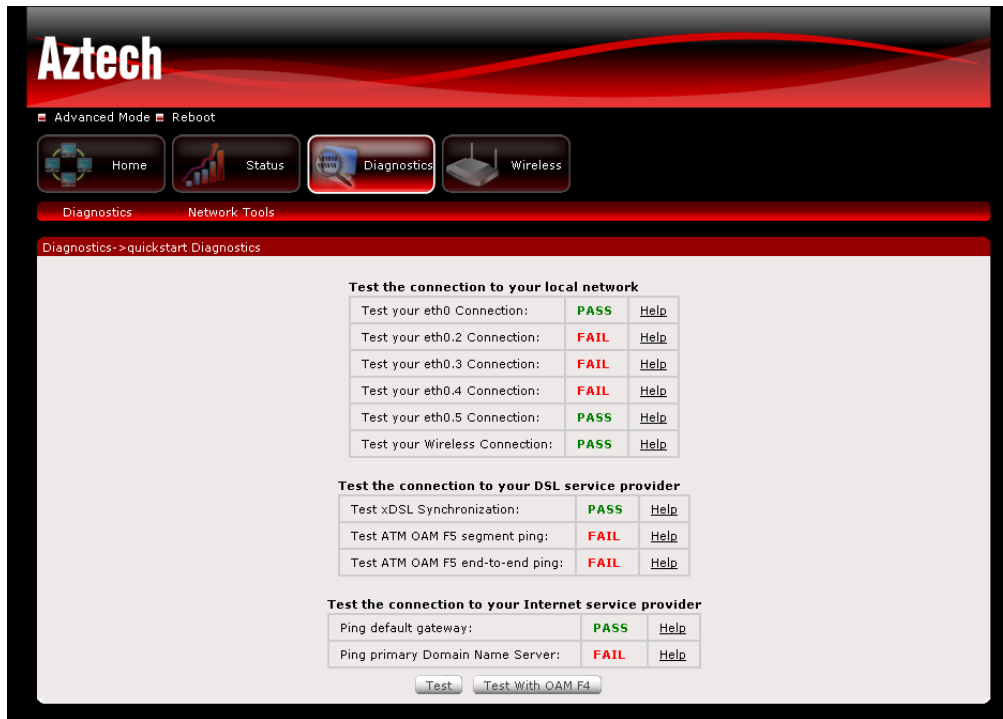 Aztech
Advanced Mode Reboot
Home Status Diagnostics Wireless
Diagnostics Network Tools
Diagnostics->quickstart Diagnostics
Test the connection to your local network
Test your eth0 Connection: PASS Help
Test your eth0.2 Connection: FAIL Help
Test your eth0.3 Connection: FAIL Help
Test your eth0.4 Connection: FAIL Help
Test your eth0.5 Connection: PASS Help
Test your Wireless Connection: PASS Help
Test the connection to your DSL service provider
Test xDSL Synchronization: PASS Help
Test ATM OAM F5 segment ping: FAIL Help
Test ATM OAM F5 end-to-end ping: FAIL Help
Test the connection to your Internet service provider
Ping default gateway: PASS Help
Ping primary Domain Name Server: FAIL Help
Test Test With OAM F4